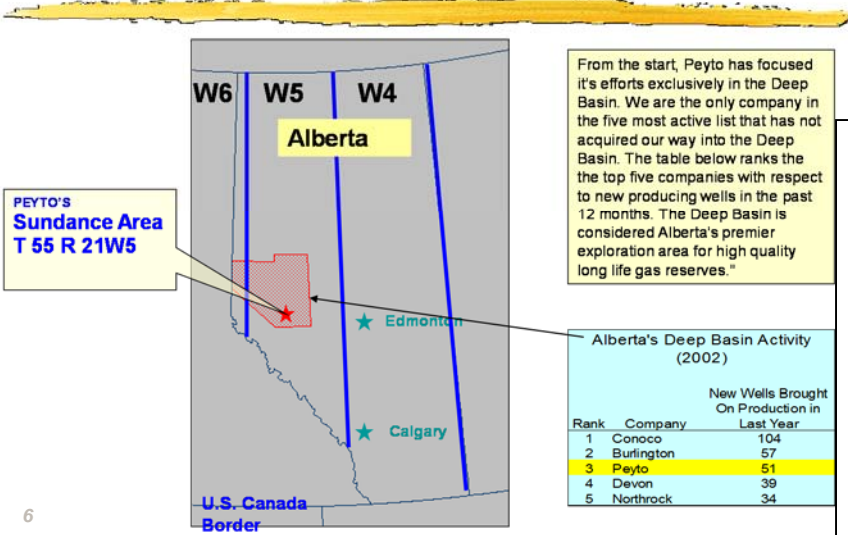 W6 W5 W4
Alberta
PEYTO'S
Sundance Area
T 55 R 21W5
Edmonton
Calgary
U.S. Canada
Border
From the start, Peyto has focused
it's efforts exclusively in the Deep
Basin. We are the only company in
the five most active list that has not
acquired our way into the Deep
Basin. The table below ranks the
the top five companies with respect
to new producing wells in the past
12 months. The Deep Basin is
considered Alberta's premier
exploration area for high quality
long life gas reserves."
Alberta's Deep Basin Activity
(2002)
New Wells Brought
On Production in
Rank Company Last Year
1 Conoco 104
2 Burlington 57
3 Peyto 51
4 Devon 39
5 Northrock 34
6